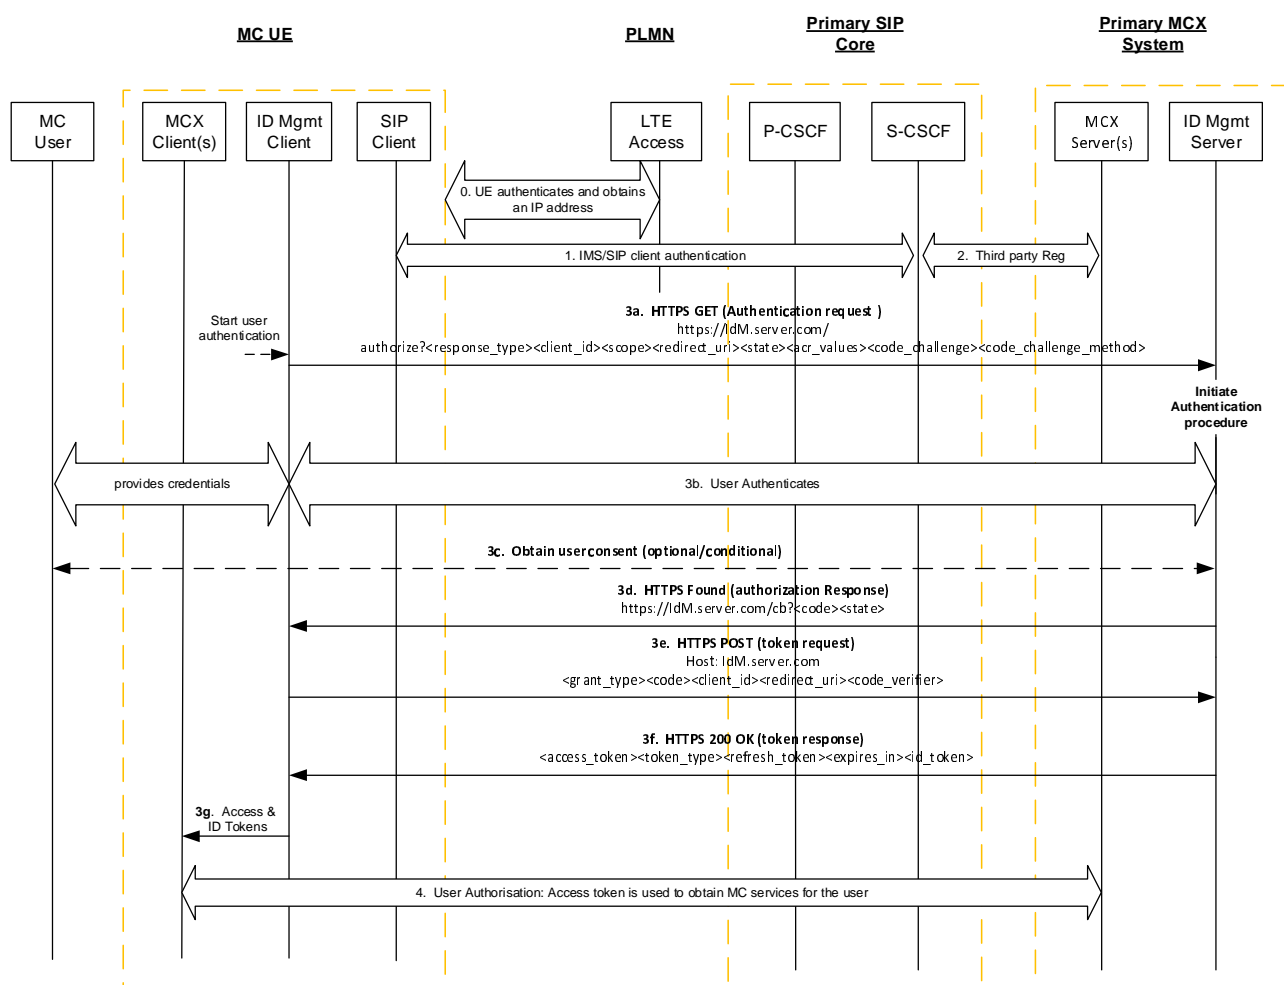 MC UE
PLMN
Primary SIP
Core
Primary MCX
System
MC
User
MCX
Client(s)
ID Mgmt
Client
SIP
Client
LTE
Access
P-CSCF
S-CSCF
MCX
Server(s)
ID Mgmt
Server
0. UE authenticates and obtains
an IP address
1. IMS/SIP client authentication
2. Third party Reg
Start user
authentication
3a. HTTPS GET (Authentication request )
https://IdM.server.com/
authorize?<response_type><client_id><scope><redirect_uri><state><acr_values><code_challenge><code_challenge_method>
Initiate
Authentication
procedure
provides credentials
3b. User Authenticates
3c. Obtain user consent (optional/conditional)
3d. HTTPS Found (authorization Response)
https://IdM.server.com/cb?<code><state>
3e. HTTPS POST (token request)
Host: IdM.server.com
<grant_type><code><client_id><redirect_uri><code_verifier>
3f. HTTPS 200 OK (token response)
<access_token><token_type><refresh_token><expires_in><id_token>
3g. Access &
ID Tokens
4. User Authorisation: Access token is used to obtain MC services for the user